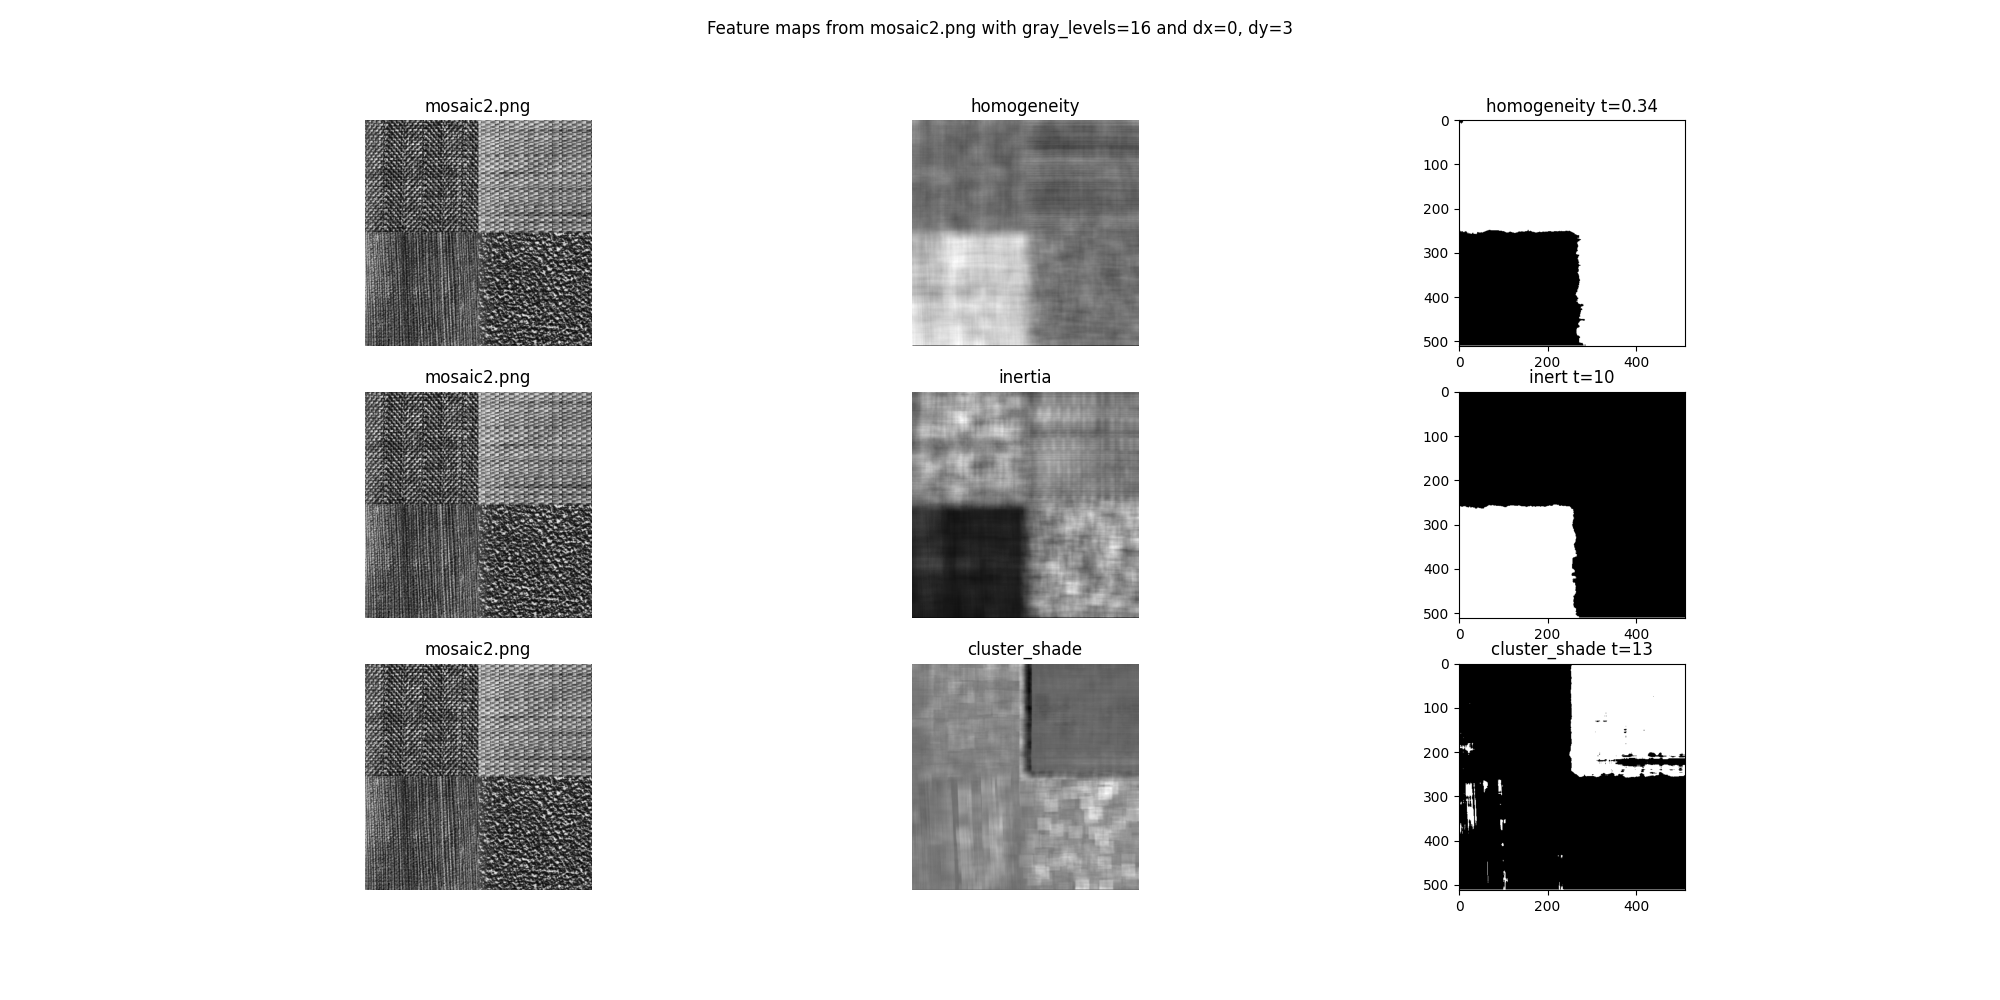 Feature maps from mosaic2.png with gray_levels=16 and dx=0, dy=3
mosaic2.png
homogeneity
homogeneity t=0.34
0
100
200
300
400
500
0 200 400
mosaic2.png
inertia
inert t=10
0
100
200
300
400
500
0 200 400
mosaic2.png
cluster_shade
cluster_shade t=13
0
100
200
300
400
500
0 200 400